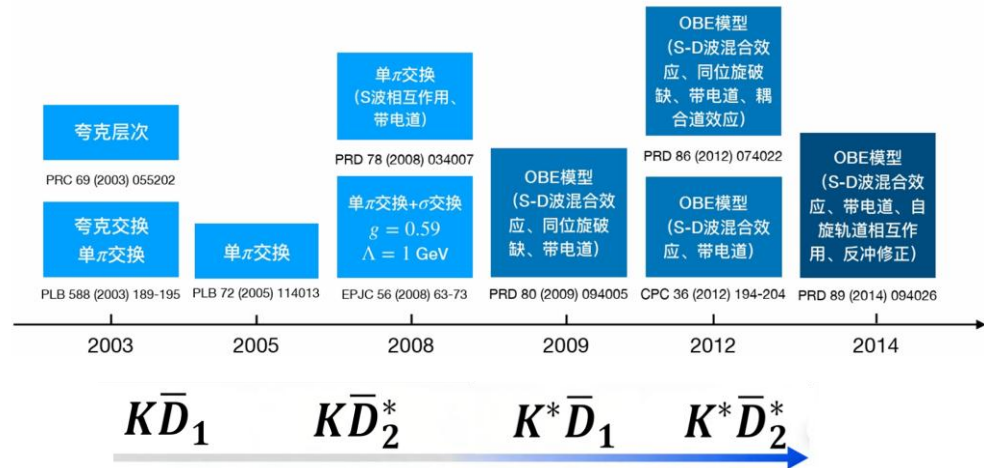 夸克层次
PRC 69 (2003) 055202
夸克交换
单π交换
PLB 588 (2003) 189-195
单π交换
PLB 72 (2005) 114013
单π交换
（S波相互作用、
带电道）
PRD 78 (2008) 034007
单π交换+σ交换
g = 0.59
Λ = 1 GeV
EPJC 56 (2008) 63-73
OBE模型
（S-D波混合效
应、同位旋破
缺、带电道）
PRD 80 (2009) 094005
OBE模型
（S-D波混合效
应、同位旋破
缺、带电道、耦
合道效应）
PRD 86 (2012) 074022
OBE模型
（S-D波混合效
应、带电道）
CPC 36 (2012) 194-204
OBE模型
（S-D波混合效
应、带电道、自
旋轨道相互作
用、反冲修正）
PRD 89 (2014) 094026
2003 2005 2008 2009 2012 2014
KD̅₁ KD̅₂* K*D̅₁ K*D̅₂*